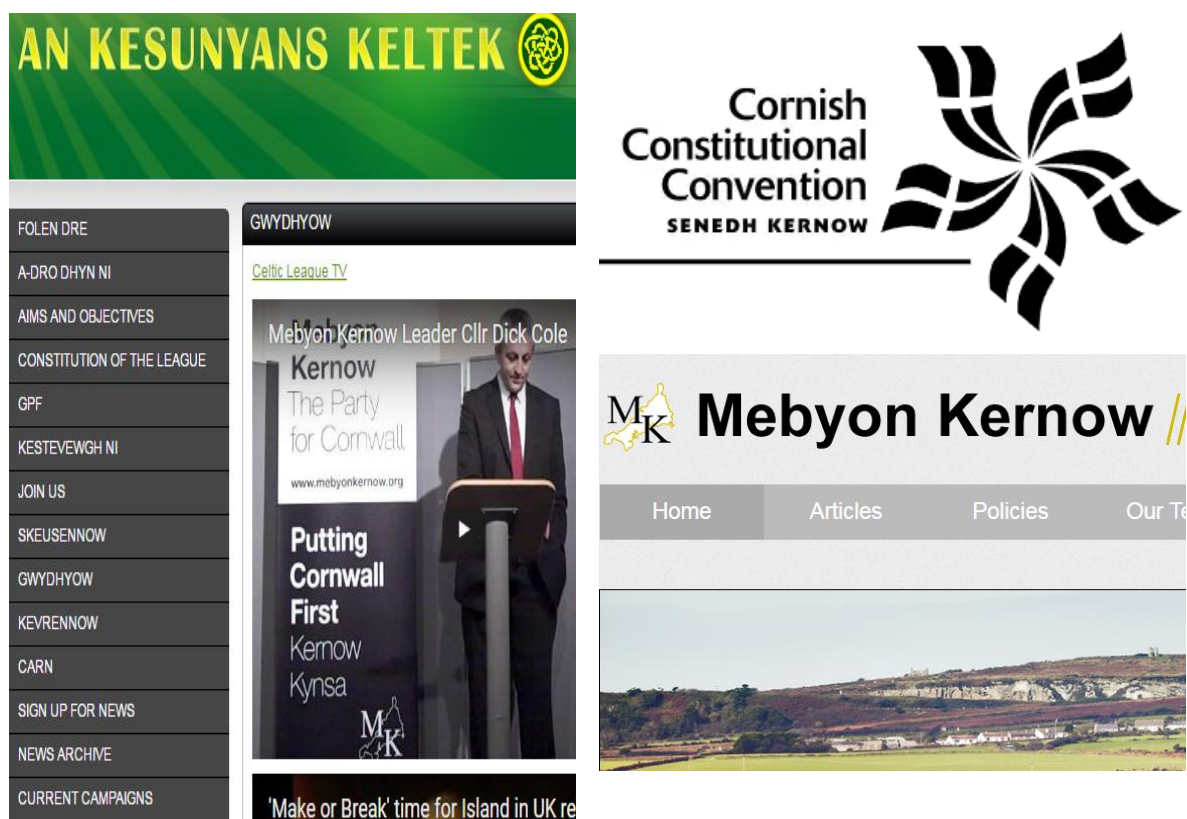 AN KESUNYANS KELTEK
FOLEN DRE
A-DRO DHYN NI
AIMS AND OBJECTIVES
CONSTITUTION OF THE LEAGUE
GPF
KESTEVEWGH NI
JOIN US
SKEUSENNOW
GWYDHYOW
KEVRENNOW
CARN
SIGN UP FOR NEWS
NEWS ARCHIVE
CURRENT CAMPAIGNS
GWYDHYOW
Celtic League TV
Mebyon Kernow Leader Cllr Dick Cole
Mebyon
Kernow
The Party
for Cornwall
www.mebyonkernow.org
Putting
Cornwall
First
Kernow
Kynsa
MK
'Make or Break' time for Island in UK re
Cornish
Constitutional
Convention
SENEDH KERNOW
MK Mebyon Kernow //
Home Articles Policies Our Te